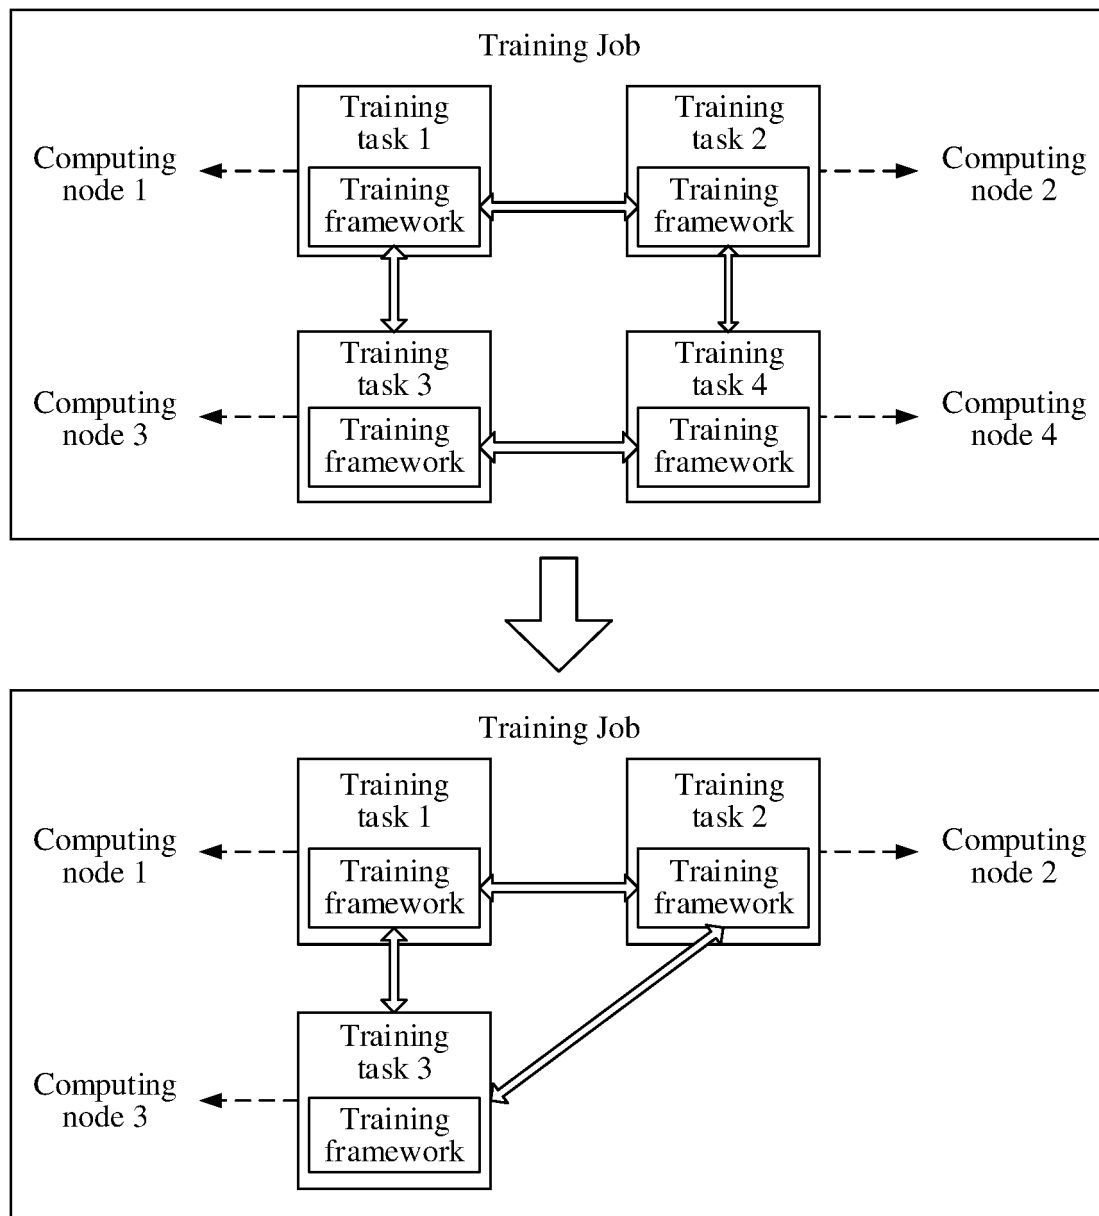 Training Job
Training
task 1
Training
task 2
Computing
node 1
Training
framework
Training
framework
Computing
node 2
Training
task 3
Training
task 4
Computing
node 3
Training
framework
Training
framework
Computing
node 4
Training Job
Training
task 1
Training
task 2
Computing
node 1
Training
framework
Training
framework
Computing
node 2
Training
task 3
Computing
node 3
Training
framework